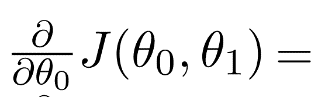 ∂/∂θ₀ J(θ₀, θ₁) =